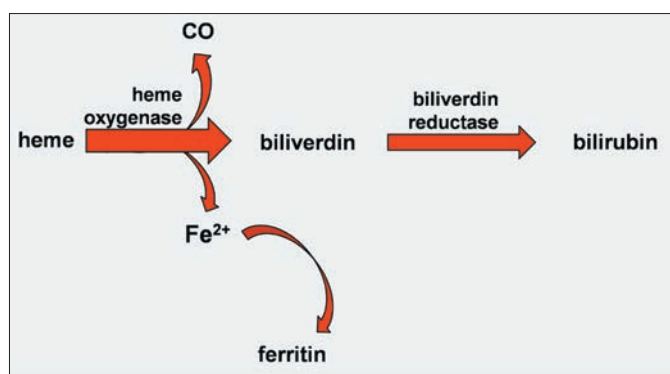 CO
heme
oxygenase
biliverdin
reductase
heme
biliverdin
bilirubin
Fe²⁺
ferritin